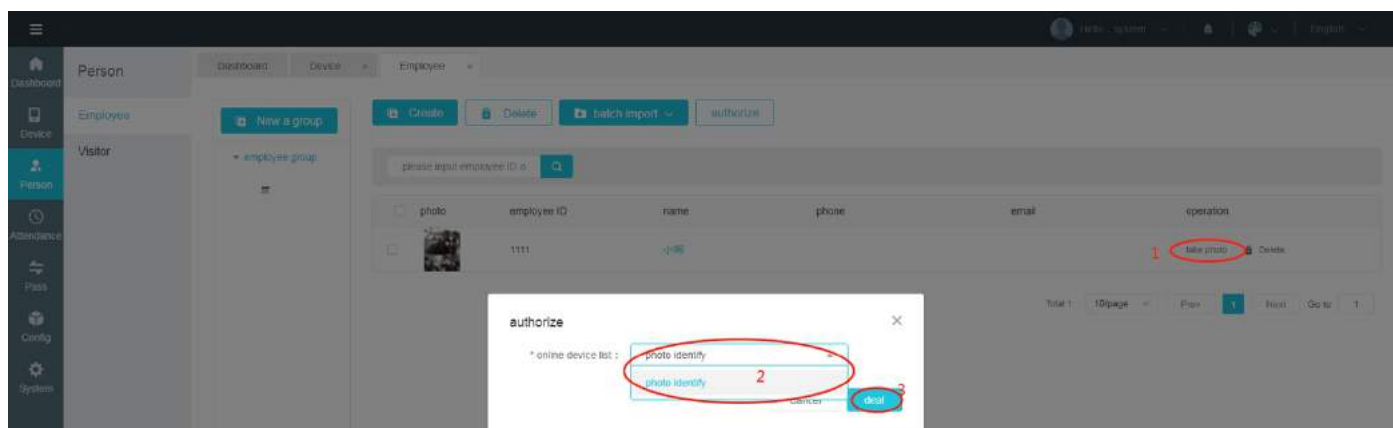 Hello, system English
Dashboard Person Dashboard Device × Employee ×
Device Employee New a group Create Delete batch import authorize
Person Visitor employee group please input employee ID o
Attendance photo employee ID name phone email operation
Pass 1111 1 take photo Delete
Config Total 1 10/page Prev 1 Next Go to 1
System
authorize ×
* online device list : photo identify
photo identify 2
Cancel deal 3